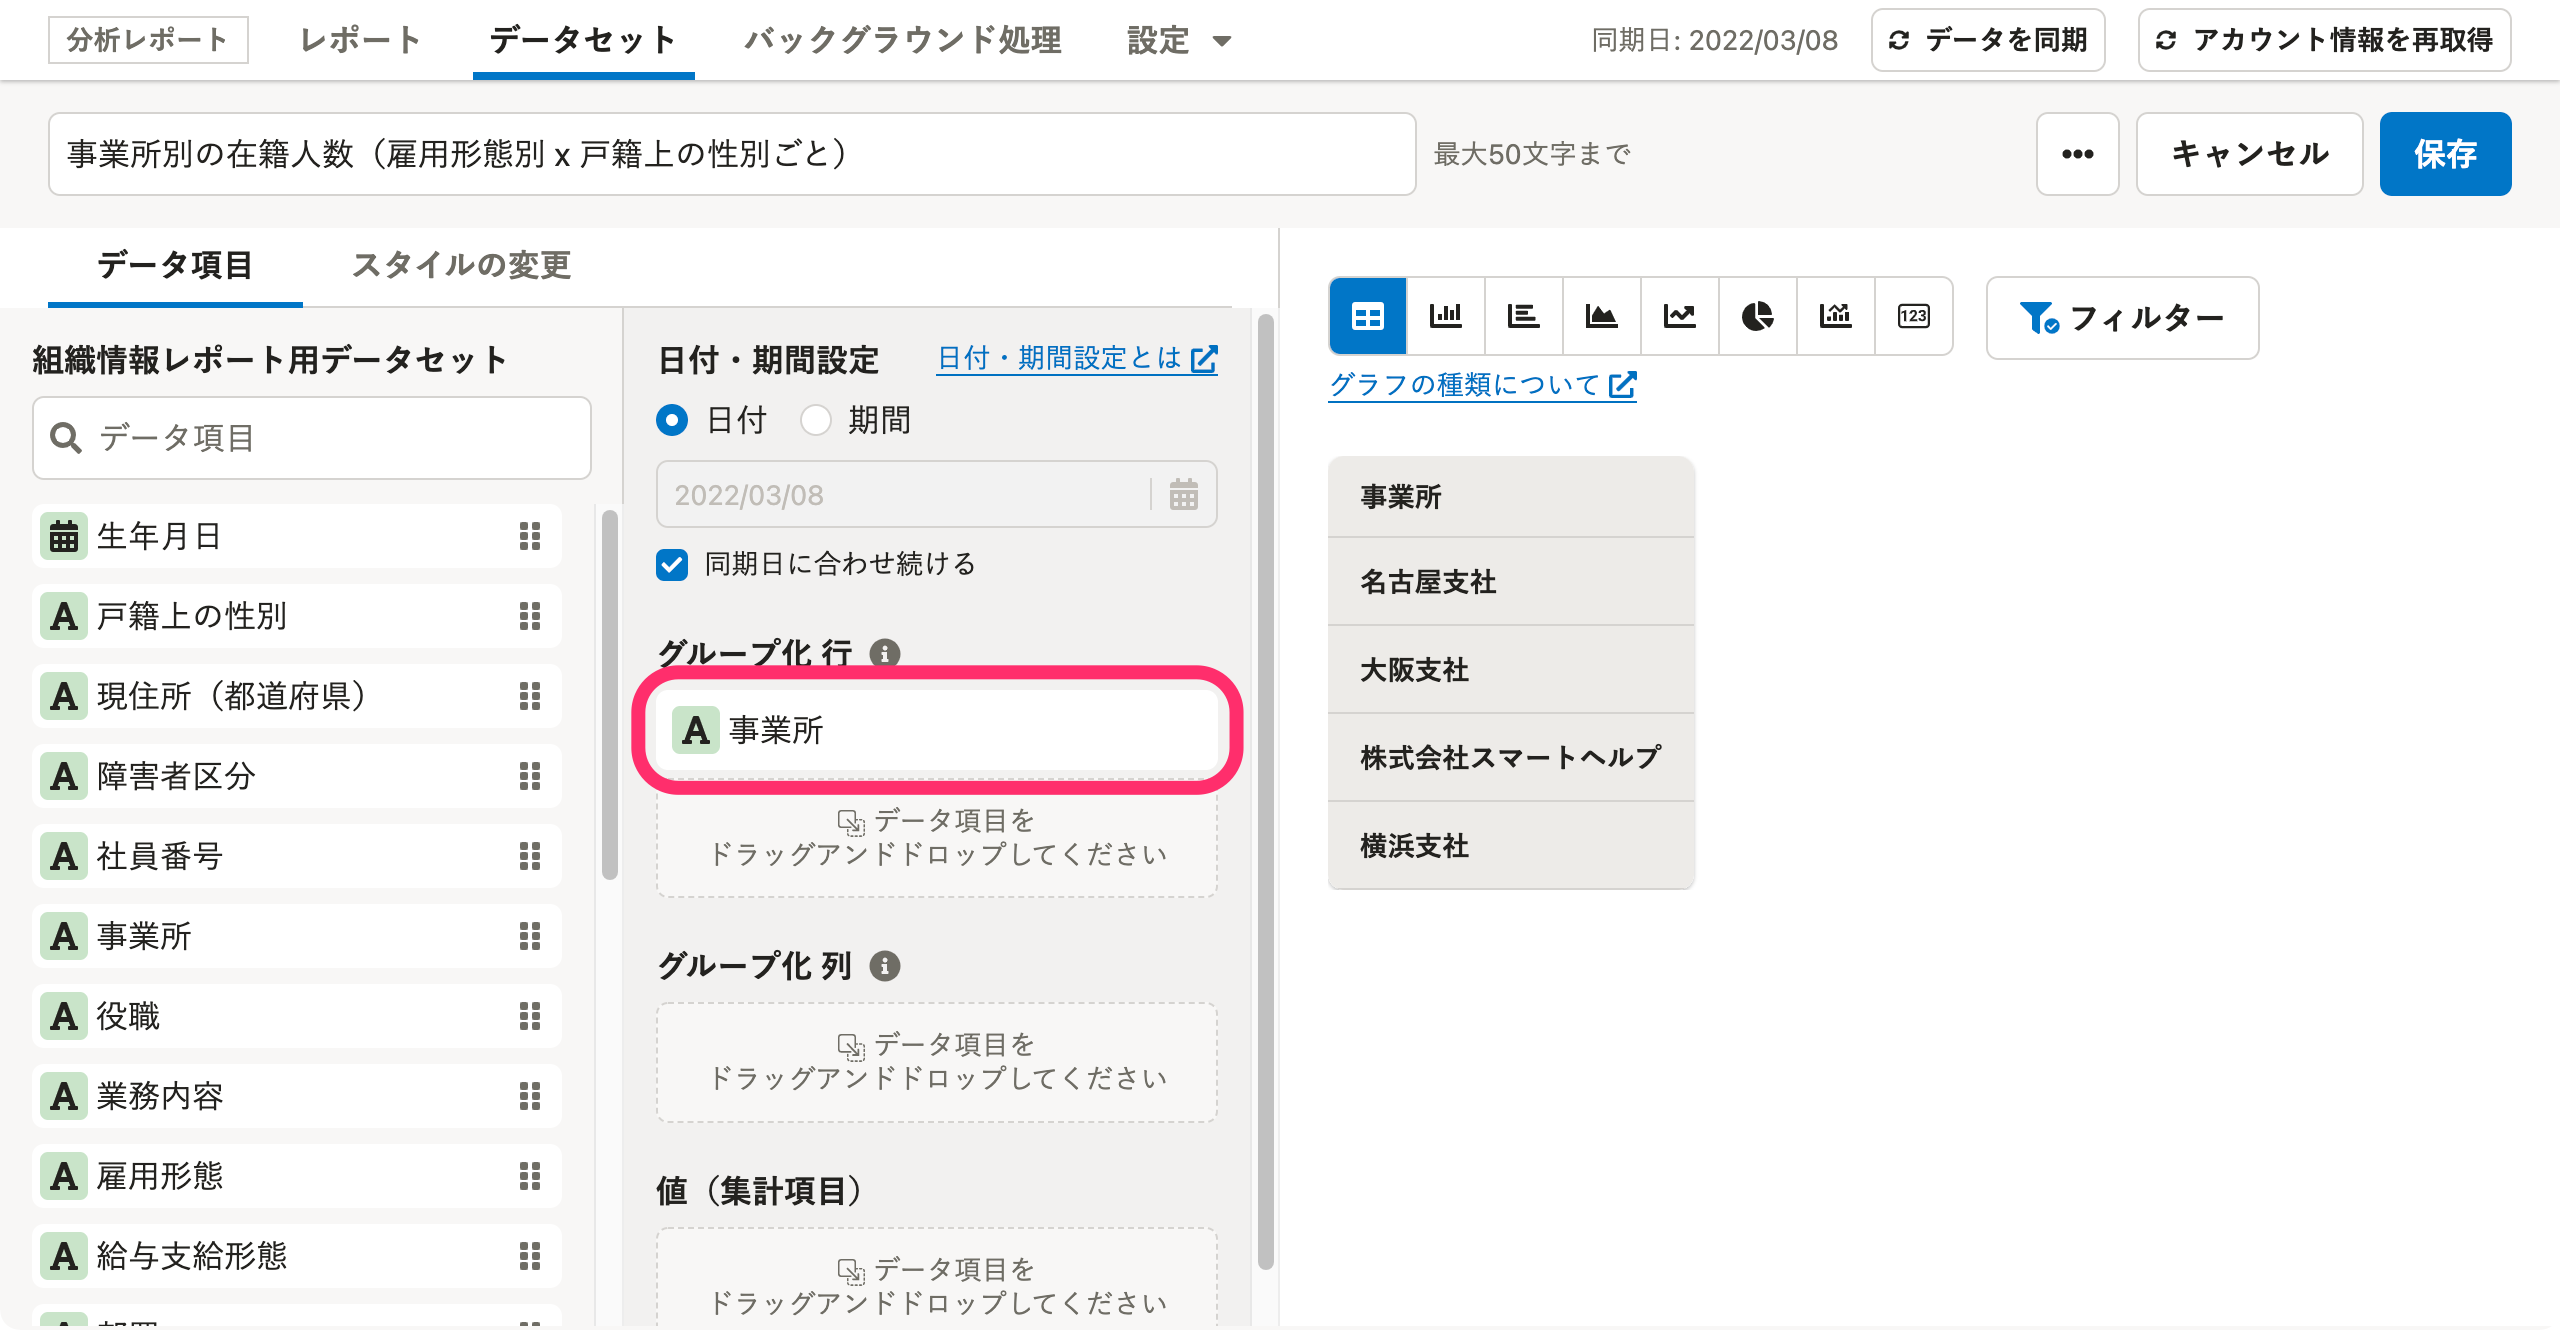 分析レポート
レポート
データセット
バックグラウンド処理
設定
同期日: 2022/03/08
データを同期
アカウント情報を再取得
事業所別の在籍人数（雇用形態別 x 戸籍上の性別ごと）
最大50文字まで
キャンセル
保存
データ項目
スタイルの変更
組織情報レポート用データセット
データ項目
生年月日
A 戸籍上の性別
A 現住所（都道府県）
A 障害者区分
A 社員番号
A 事業所
A 役職
A 業務内容
A 雇用形態
A 給与支給形態
日付・期間設定
日付・期間設定とは
日付
期間
2022/03/08
同期日に合わせ続ける
グループ化 行
A 事業所
データ項目を
ドラッグアンドドロップしてください
グループ化 列
データ項目を
ドラッグアンドドロップしてください
値（集計項目）
データ項目を
ドラッグアンドドロップしてください
123
フィルター
グラフの種類について
事業所
名古屋支社
大阪支社
株式会社スマートヘルプ
横浜支社